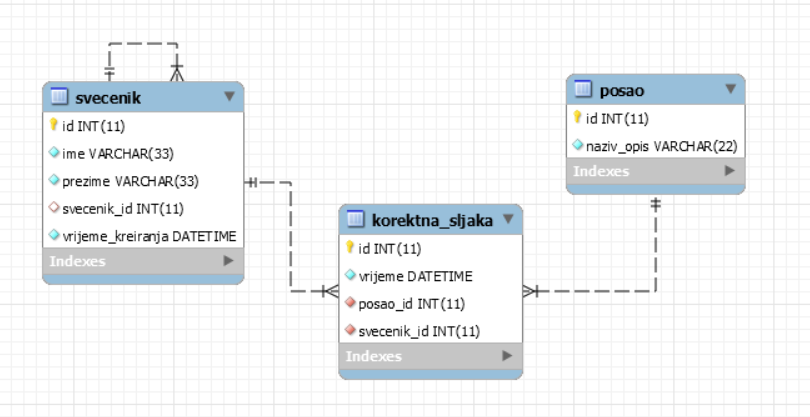 svecenik
id INT(11)
ime VARCHAR(33)
prezime VARCHAR(33)
svecenik_id INT(11)
vrijeme_kreiranja DATETIME
Indexes
posao
id INT(11)
naziv_opis VARCHAR(22)
Indexes
korektna_sljaka
id INT(11)
vrijeme DATETIME
posao_id INT(11)
svecenik_id INT(11)
Indexes